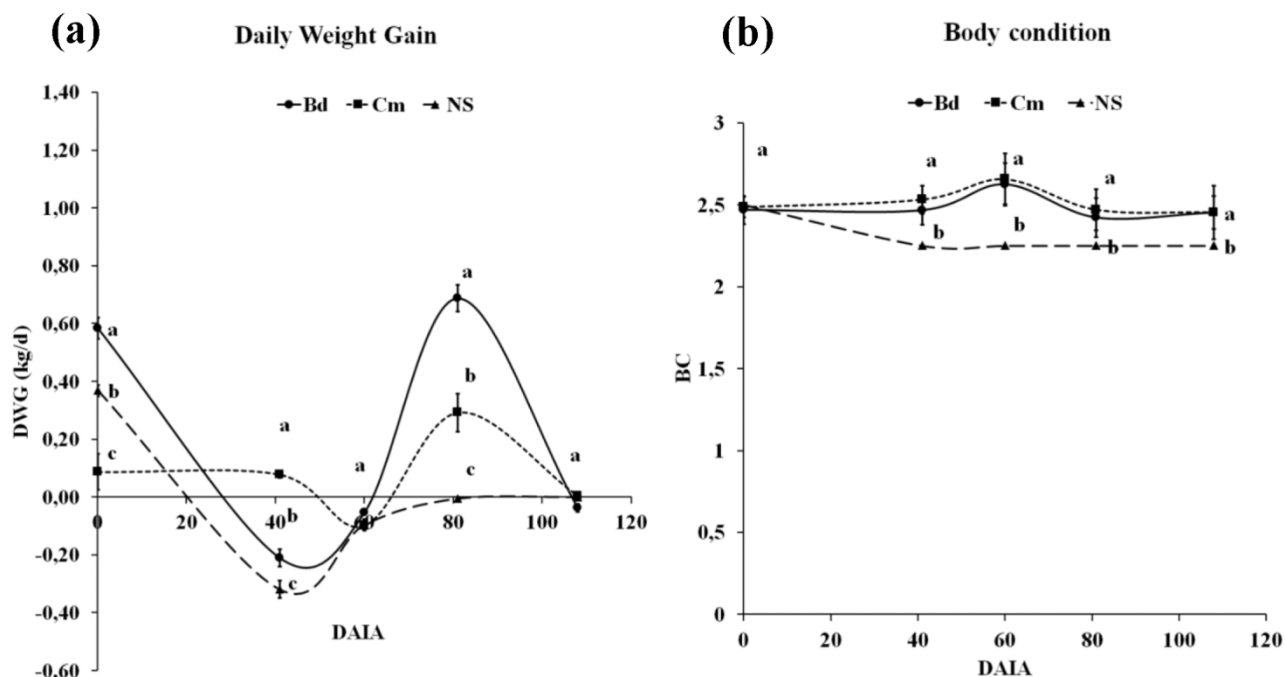 (a)
Daily Weight Gain
Bd Cm NS
1,40
1,20
1,00
0,80
0,60
0,40
0,20
0,00
-0,20
-0,40
-0,60
DWG (kg/d)
0 20 40 60 80 100 120
DAIA
a
b
c
a
b
c
a
a
b
c
a
(b)
Body condition
Bd Cm NS
3
2,5
2
1,5
1
0,5
0
BC
0 20 40 60 80 100 120
DAIA
a
a
b
a
b
a
b
a
b